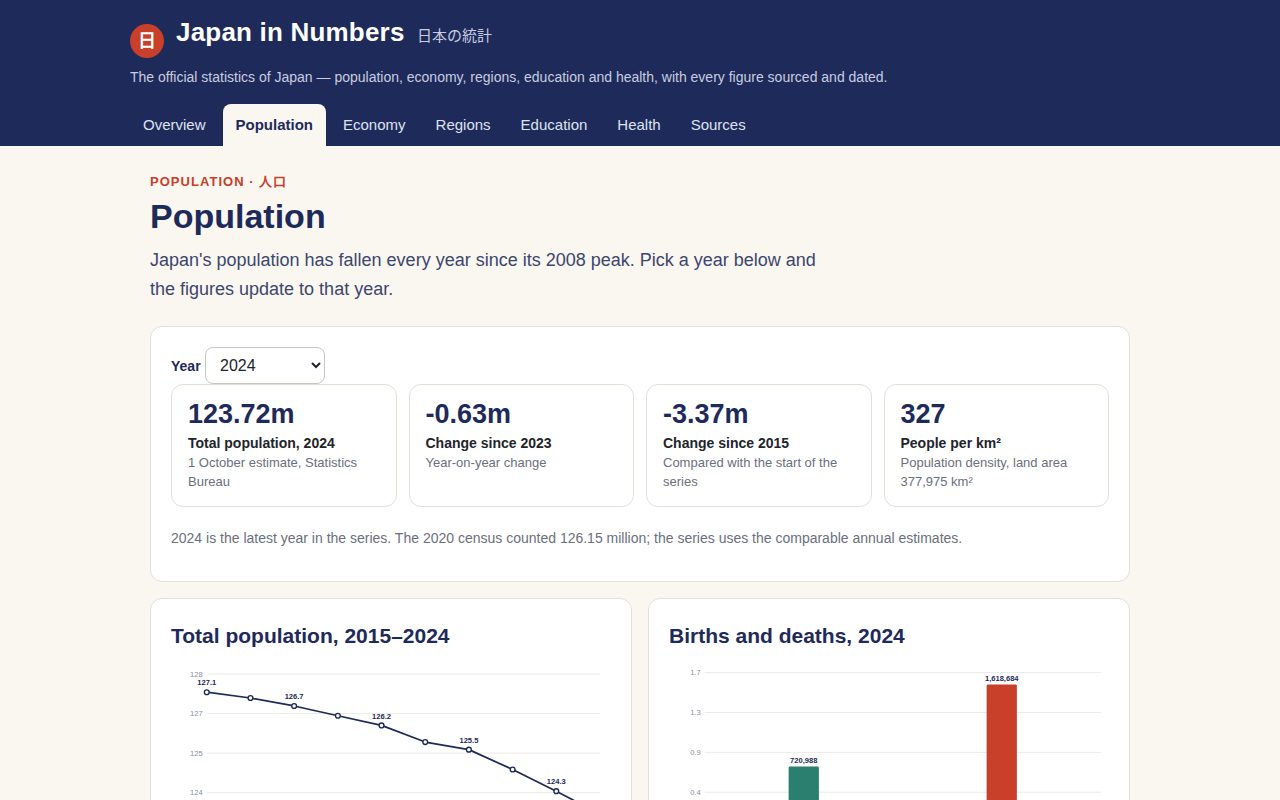 日 Japan in Numbers 日本の統計
The official statistics of Japan — population, economy, regions, education and health, with every figure sourced and dated.
Overview Population Economy Regions Education Health Sources
POPULATION · 人口
Population
Japan's population has fallen every year since its 2008 peak. Pick a year below and
the figures update to that year.
Year 2024
123.72m
Total population, 2024
1 October estimate, Statistics
Bureau
-0.63m
Change since 2023
Year-on-year change
-3.37m
Change since 2015
Compared with the start of the
series
327
People per km²
Population density, land area
377,975 km²
2024 is the latest year in the series. The 2020 census counted 126.15 million; the series uses the comparable annual estimates.
Total population, 2015–2024
128
127.1
126.7
127
126.2
125.5
125
124.3
124
Births and deaths, 2024
1.7
1,618,684
1.3
0.9
720,988
0.4